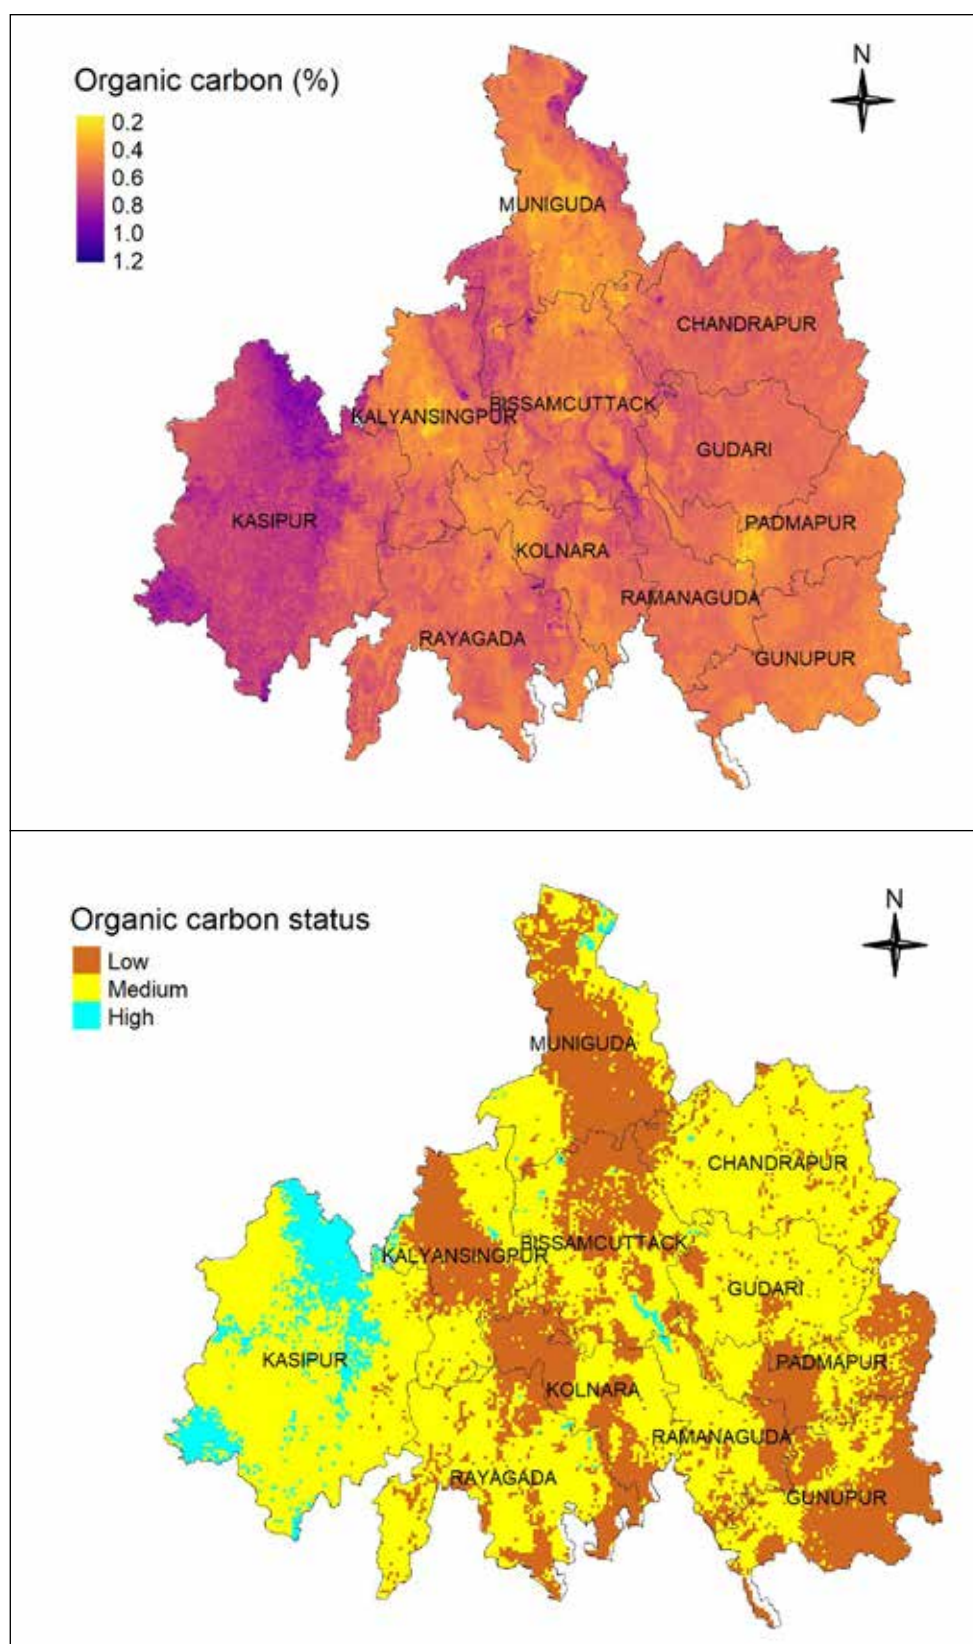 N
Organic carbon (%)
0.2
0.4
0.6
0.8
1.0
1.2
MUNIGUDA
CHANDRAPUR
BISSAMCUTTACK
KALYANSINGPUR
GUDARI
KASIPUR
PADMAPUR
KOLNARA
RAMANAGUDA
RAYAGADA
GUNUPUR
N
Organic carbon status
Low
Medium
High
MUNIGUDA
CHANDRAPUR
BISSAMCUTTACK
KALYANSINGPUR
GUDARI
KASIPUR
PADMAPUR
KOLNARA
RAMANAGUDA
RAYAGADA
GUNUPUR